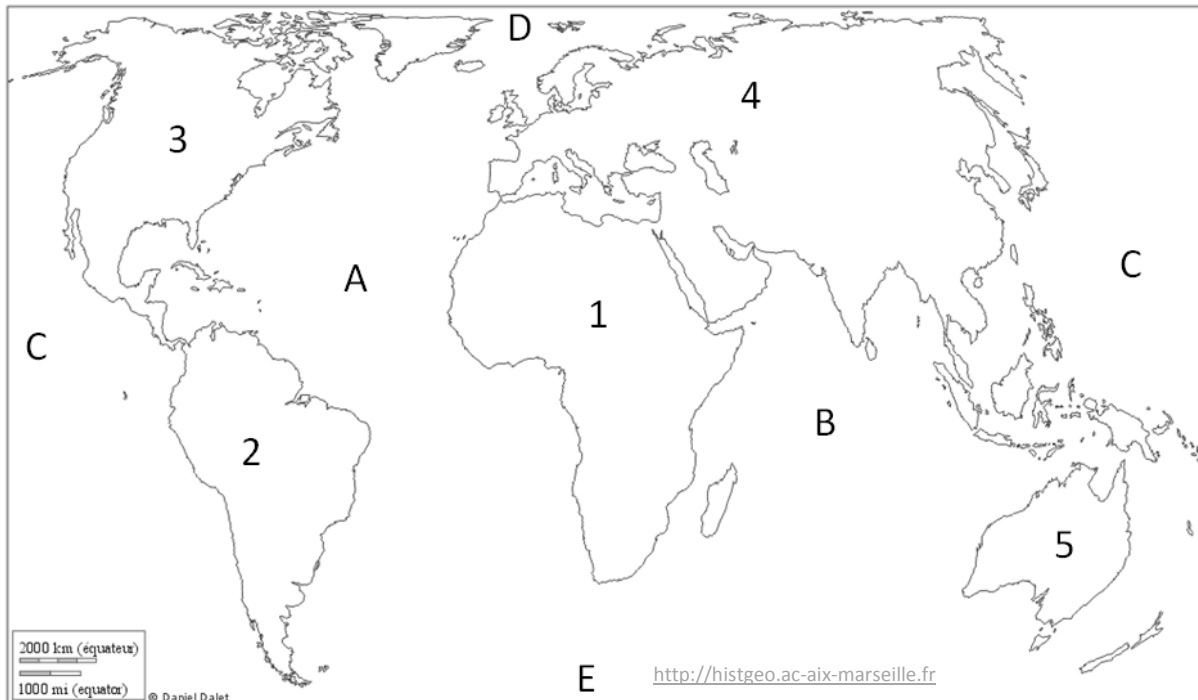 D
4
3
A
C
1
C
B
2
5
2000 km (équateur)
1000 mi (equator)
© Daniel Dalet
E
http://histgeo.ac-aix-marseille.fr